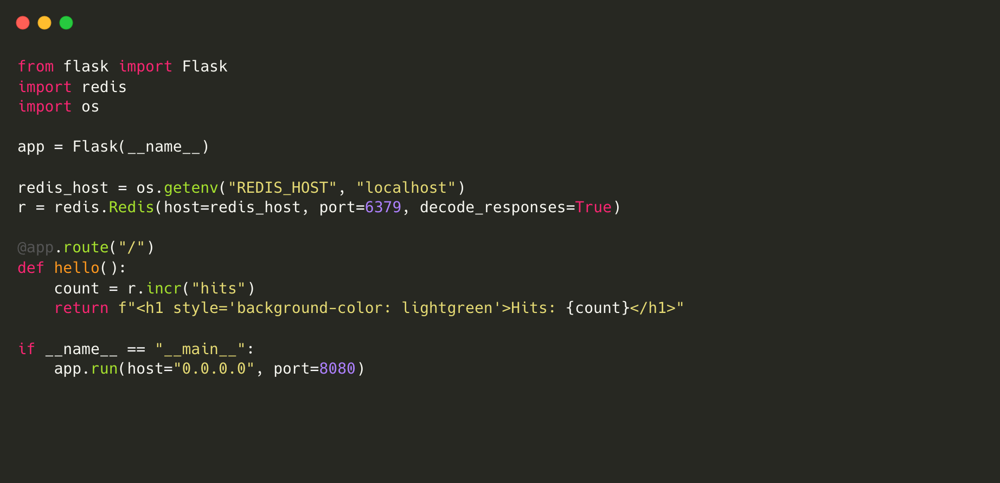 from flask import Flask
import redis
import os

app = Flask(__name__)

redis_host = os.getenv("REDIS_HOST", "localhost")
r = redis.Redis(host=redis_host, port=6379, decode_responses=True)

@app.route("/")
def hello():
    count = r.incr("hits")
    return f"<h1 style='background-color: lightgreen'>Hits: {count}</h1>"

if __name__ == "__main__":
    app.run(host="0.0.0.0", port=8080)